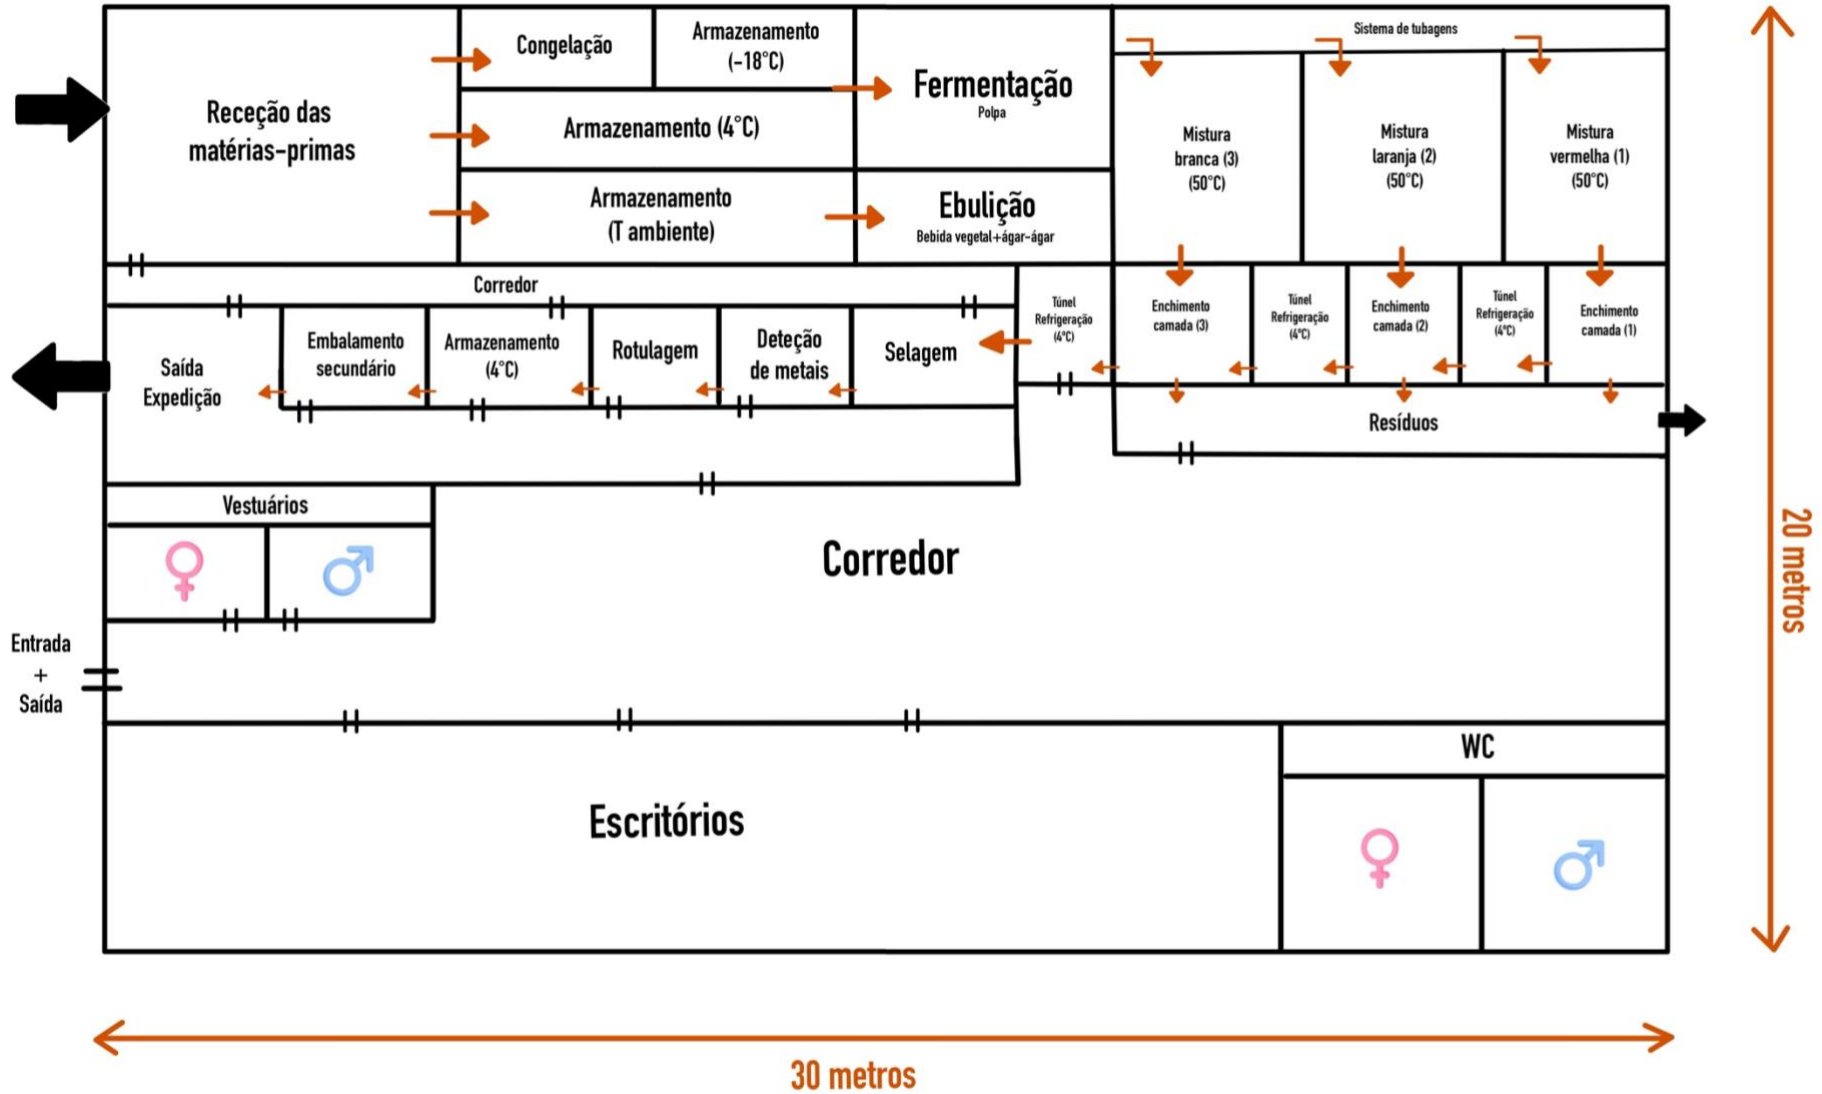 Receção das
matérias-primas
Congelação
Armazenamento
(-18°C)
Armazenamento (4°C)
Armazenamento
(T ambiente)
Fermentação
Polpa
Ebulição
Bebida vegetal+ágar-ágar
Sistema de tubagens
Mistura
branca (3)
(50°C)
Mistura
laranja (2)
(50°C)
Mistura
vermelha (1)
(50°C)
Corredor
Saída
Expedição
Embalamento
secundário
Armazenamento
(4°C)
Rotulagem
Deteção
de metais
Selagem
Túnel
Refrigeração
(4°C)
Enchimento
camada (3)
Túnel
Refrigeração
(4°C)
Enchimento
camada (2)
Túnel
Refrigeração
(4°C)
Enchimento
camada (1)
Resíduos
Vestuários
Corredor
Entrada
+
Saída
Escritórios
WC
20 metros
30 metros